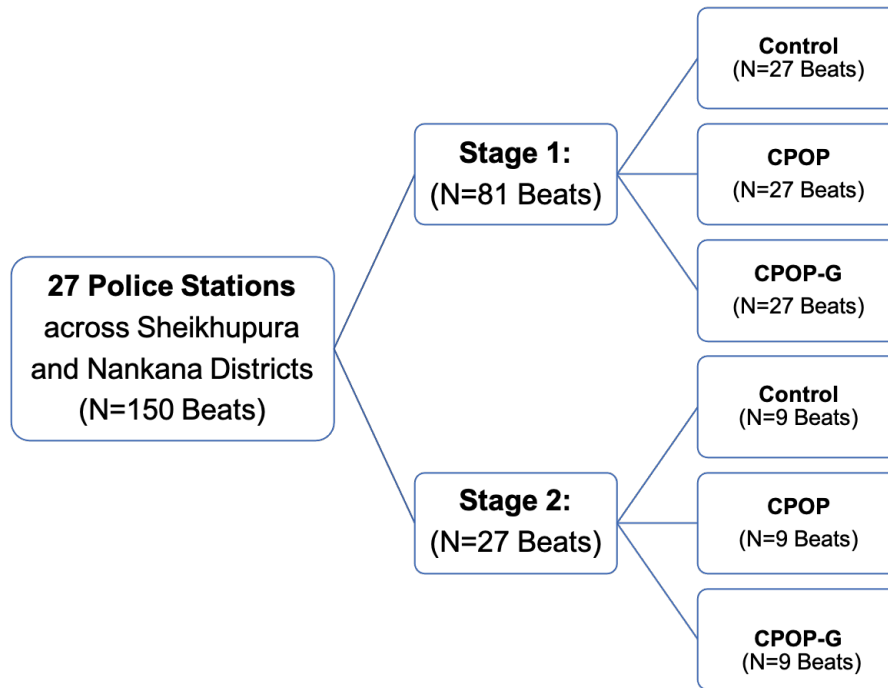 27 Police Stations
across Sheikhupura
and Nankana Districts
(N=150 Beats)
Stage 1:
(N=81 Beats)
Control
(N=27 Beats)
CPOP
(N=27 Beats)
CPOP-G
(N=27 Beats)
Stage 2:
(N=27 Beats)
Control
(N=9 Beats)
CPOP
(N=9 Beats)
CPOP-G
(N=9 Beats)